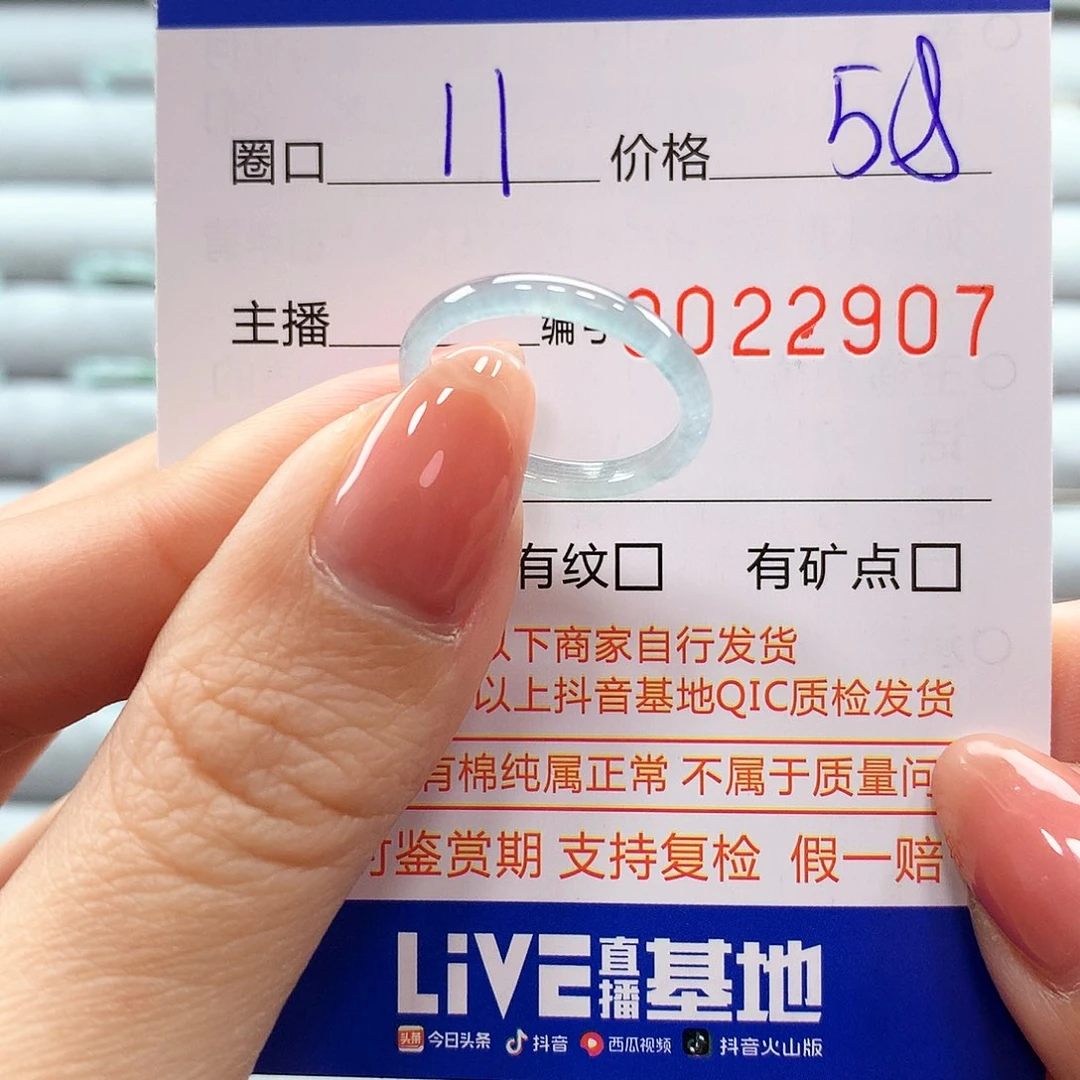 圈口 11 价格 58
主播 编号 0022907
有纹□ 有矿点□
以下商家自行发货
以上抖音基地QIC质检发货
有棉纯属正常 不属于质量问
鉴赏期 支持复检 假一赔
LiVE直播基地
头条 今日头条 抖音 西瓜视频 抖音火山版